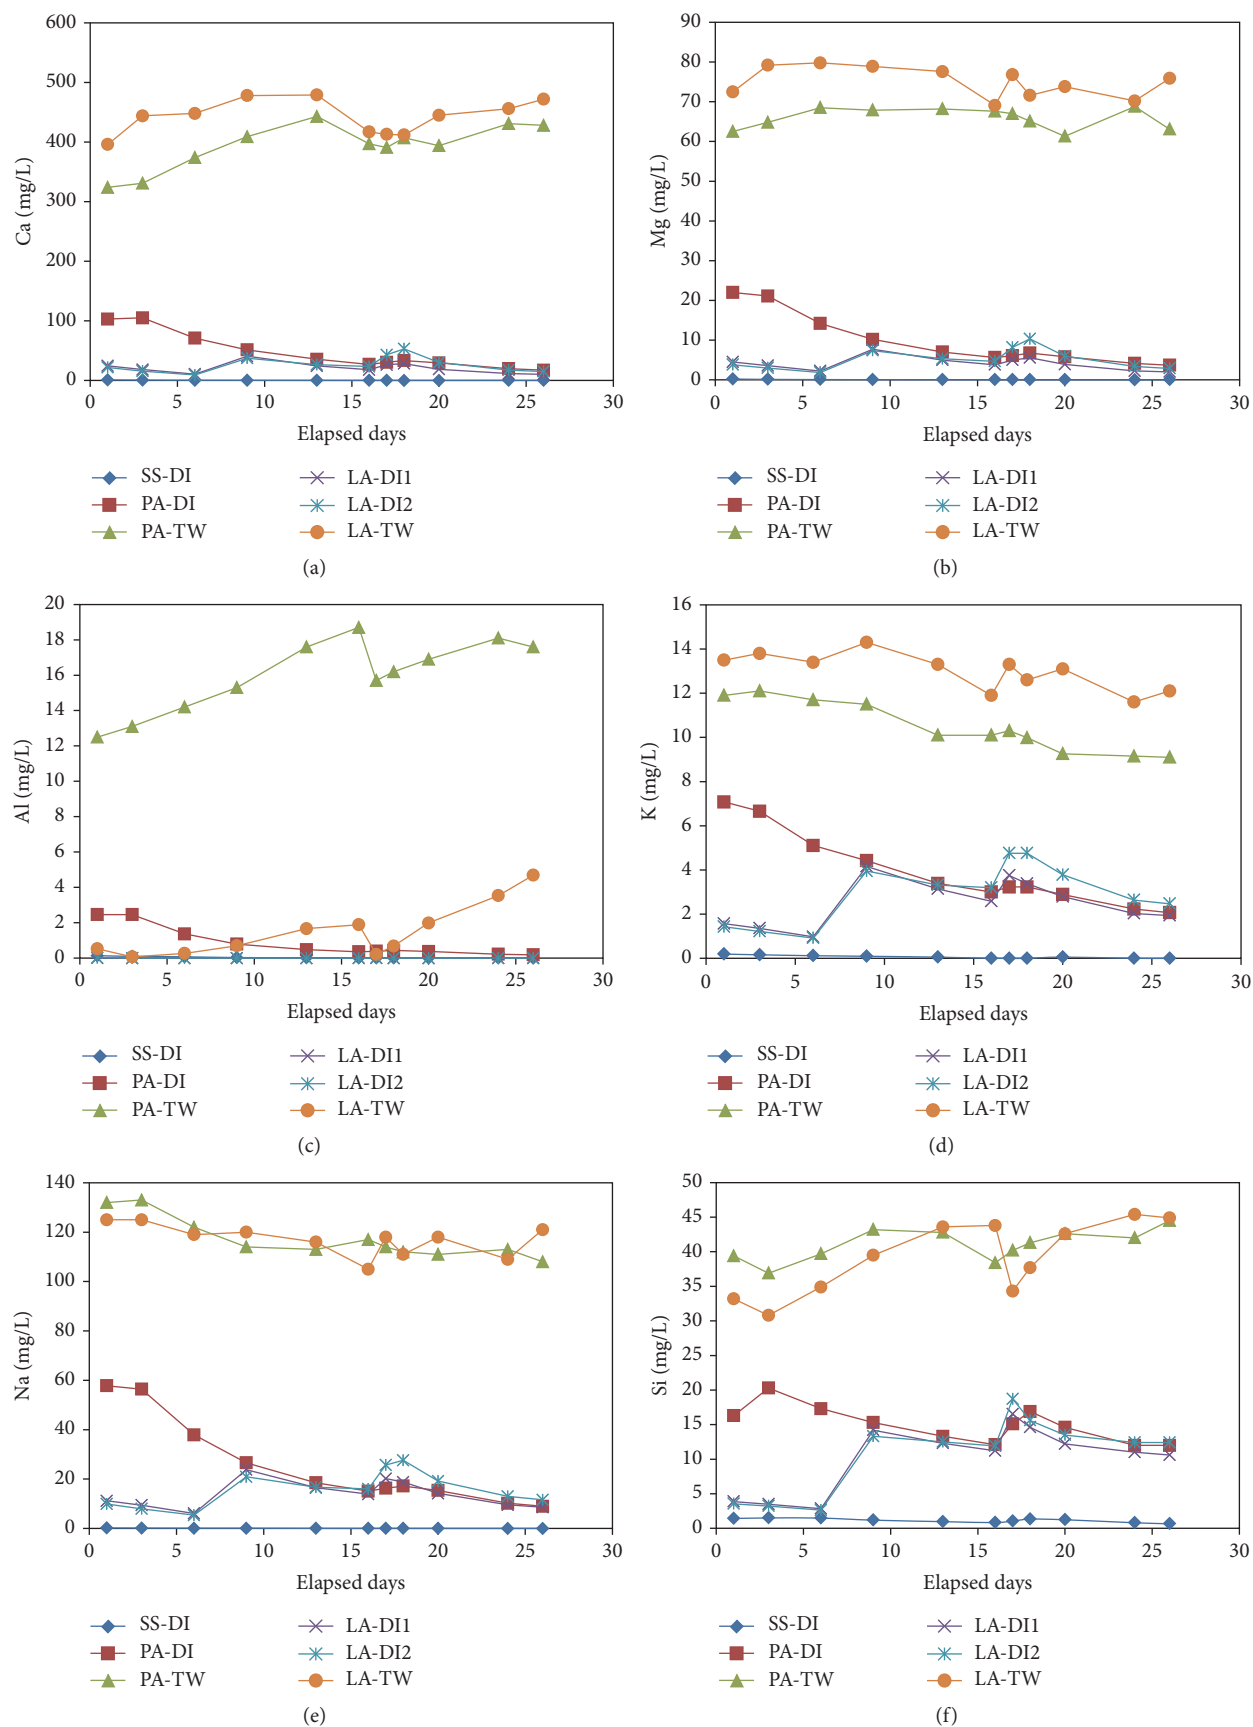 600
500
400
300
200
100
0
Ca (mg/L)
0 5 10 15 20 25 30
Elapsed days
SS-DI
PA-DI
PA-TW
LA-DI1
LA-DI2
LA-TW
(a)
90
80
70
60
50
40
30
20
10
0
Mg (mg/L)
0 5 10 15 20 25 30
Elapsed days
SS-DI
PA-DI
PA-TW
LA-DI1
LA-DI2
LA-TW
(b)
20
18
16
14
12
10
8
6
4
2
0
Al (mg/L)
0 5 10 15 20 25 30
Elapsed days
SS-DI
PA-DI
PA-TW
LA-DI1
LA-DI2
LA-TW
(c)
16
14
12
10
8
6
4
2
0
K (mg/L)
0 5 10 15 20 25 30
Elapsed days
SS-DI
PA-DI
PA-TW
LA-DI1
LA-DI2
LA-TW
(d)
140
120
100
80
60
40
20
0
Na (mg/L)
0 5 10 15 20 25 30
Elapsed days
SS-DI
PA-DI
PA-TW
LA-DI1
LA-DI2
LA-TW
(e)
50
45
40
35
30
25
20
15
10
5
0
Si (mg/L)
0 5 10 15 20 25 30
Elapsed days
SS-DI
PA-DI
PA-TW
LA-DI1
LA-DI2
LA-TW
(f)